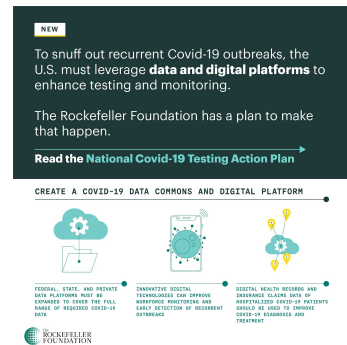 NEW
To snuff out recurrent Covid-19 outbreaks, the
U.S. must leverage data and digital platforms to
enhance testing and monitoring.
The Rockefeller Foundation has a plan to make
that happen.
Read the National Covid-19 Testing Action Plan
CREATE A COVID-19 DATA COMMONS AND DIGITAL PLATFORM
FEDERAL, STATE, AND PRIVATE
DATA PLATFORMS MUST BE
EXPANDED TO COVER THE FULL
RANGE OF REQUIRED COVID-19
DATA
INNOVATIVE DIGITAL
TECHNOLOGIES CAN IMPROVE
WORKFORCE MONITORING AND
EARLY DETECTION OF RECURRENT
OUTBREAKS
DIGITAL HEALTH RECORDS AND
INSURANCE CLAIMS DATA OF
HOSPITALIZED COVID-19 PATIENTS
SHOULD BE USED TO IMPROVE
COVID-19 DIAGNOSIS AND
TREATMENT
The
ROCKEFELLER
FOUNDATION